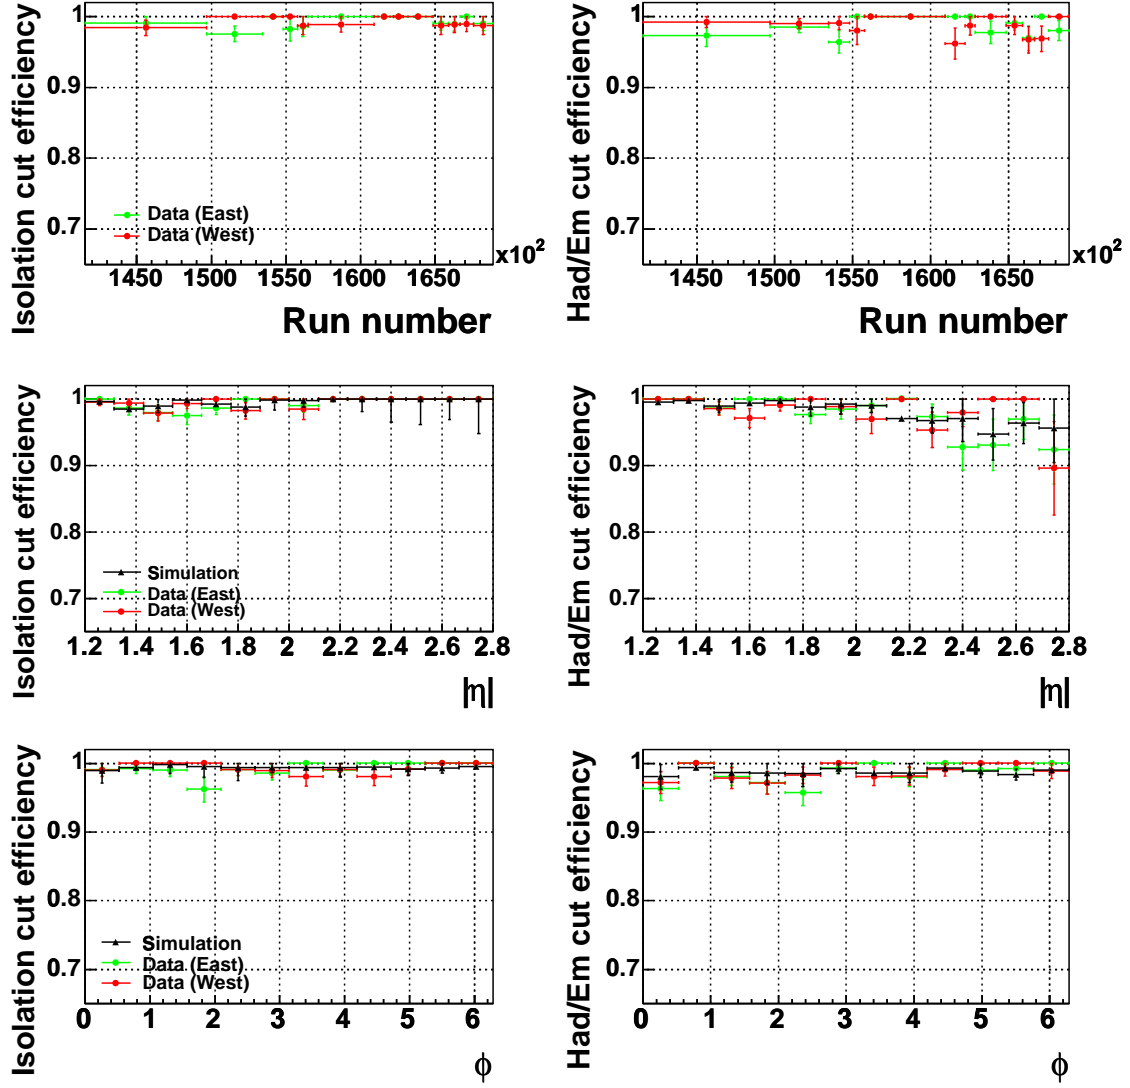 Isolation cut efficiency
1
0.9
0.8
0.7
Data (East)
Data (West)
×10²
1450 1500 1550 1600 1650
Run number
Had/Em cut efficiency
1
0.9
0.8
0.7
×10²
1450 1500 1550 1600 1650
Run number
Isolation cut efficiency
1
0.9
0.8
0.7
Simulation
Data (East)
Data (West)
1.2 1.4 1.6 1.8 2 2.2 2.4 2.6 2.8
|η|
Had/Em cut efficiency
1
0.9
0.8
0.7
1.2 1.4 1.6 1.8 2 2.2 2.4 2.6 2.8
|η|
Isolation cut efficiency
1
0.9
0.8
0.7
Simulation
Data (East)
Data (West)
0 1 2 3 4 5 6
ϕ
Had/Em cut efficiency
1
0.9
0.8
0.7
0 1 2 3 4 5 6
ϕ